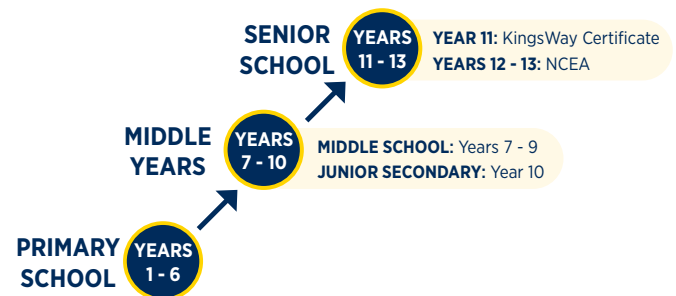 SENIOR
SCHOOL
YEARS
11 - 13
YEAR 11: KingsWay Certificate
YEARS 12 - 13: NCEA
MIDDLE
YEARS
YEARS
7 - 10
MIDDLE SCHOOL: Years 7 - 9
JUNIOR SECONDARY: Year 10
PRIMARY
SCHOOL
YEARS
1 - 6